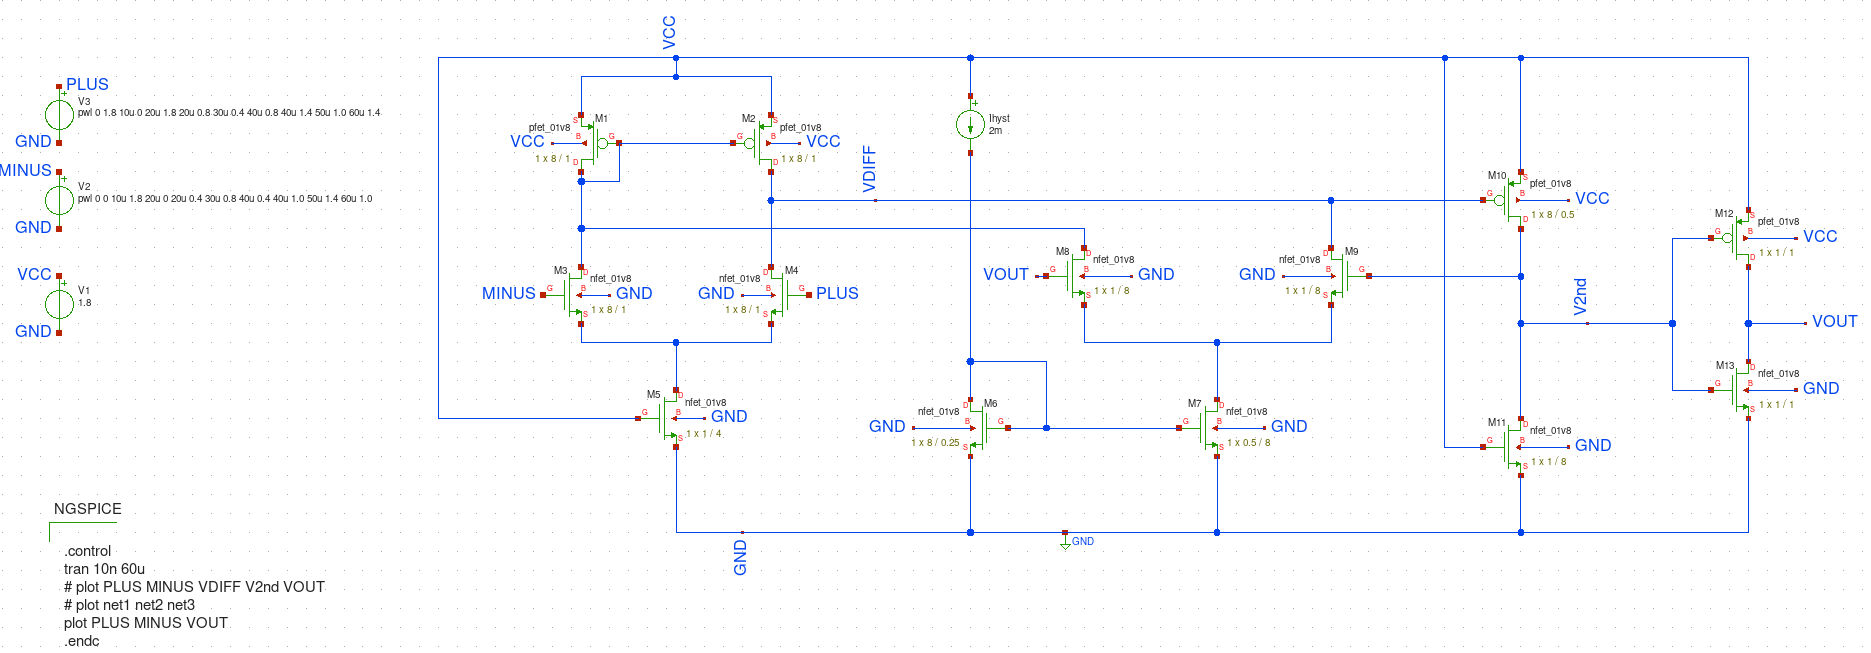 VCC
PLUS
V3
pwl 0 1.8 10u 0 20u 1.8 20u 0.8 30u 0.4 40u 0.8 40u 1.4 50u 1.0 60u 1.4
GND
MINUS
V2
pwl 0 0 10u 1.8 20u 0 20u 0.4 30u 0.8 40u 0.4 40u 1.0 50u 1.4 60u 1.0
GND
VCC
V1
1.8
GND
M1
pfet_01v8
S
B
G
D
VCC
1 x 8 / 1
M2
pfet_01v8
S
G
B
D
VCC
1 x 8 / 1
VDIFF
Ihyst
2m
M3
nfet_01v8
D
G
B
S
MINUS
GND
1 x 8 / 1
M4
nfet_01v8
D
B
G
S
GND
PLUS
1 x 8 / 1
M5
nfet_01v8
D
G
B
S
GND
1 x 1 / 4
M6
nfet_01v8
D
B
G
S
GND
1 x 8 / 0.25
M7
nfet_01v8
D
G
B
S
GND
1 x 0.5 / 8
M8
nfet_01v8
D
G
B
S
VOUT
GND
1 x 1 / 8
M9
nfet_01v8
D
B
G
S
GND
1 x 1 / 8
M10
pfet_01v8
S
G
B
D
VCC
1 x 8 / 0.5
M11
nfet_01v8
D
G
B
S
GND
1 x 1 / 8
V2nd
M12
pfet_01v8
S
G
B
D
VCC
1 x 1 / 1
VOUT
M13
nfet_01v8
D
G
B
S
GND
1 x 1 / 1
GND
GND
NGSPICE
.control
tran 10n 60u
# plot PLUS MINUS VDIFF V2nd VOUT
# plot net1 net2 net3
plot PLUS MINUS VOUT
.endc